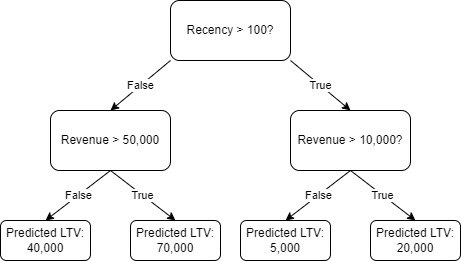 Recency > 100?
False
True
Revenue > 50,000
Revenue > 10,000?
False
True
False
True
Predicted LTV:
40,000
Predicted LTV:
70,000
Predicted LTV:
5,000
Predicted LTV:
20,000